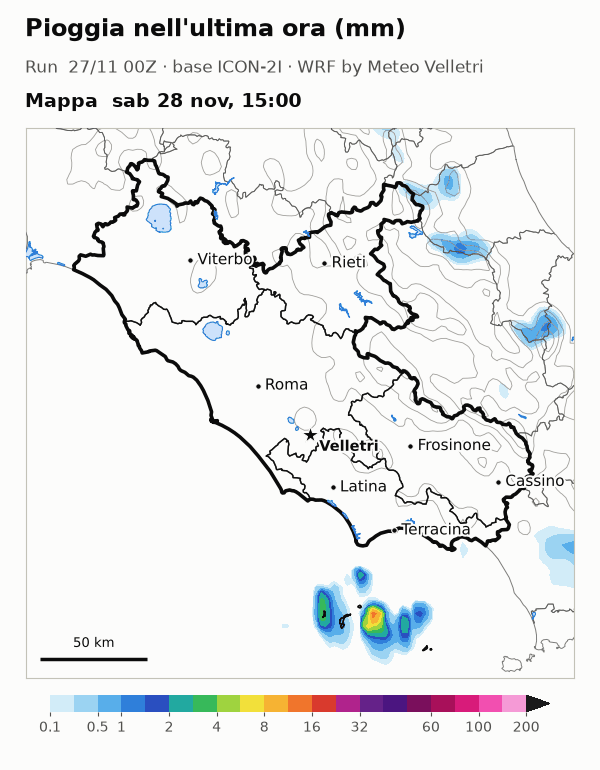 Pioggia nell'ultima ora (mm)
Run  27/11 00Z · base ICON-2I · WRF by Meteo Velletri
Mappa  sab 28 nov, 15:00
Viterbo
Rieti
Roma
Velletri
Frosinone
Latina
Cassino
Terracina
50 km
0.1 0.5 1 2 4 8 16 32 60 100 200